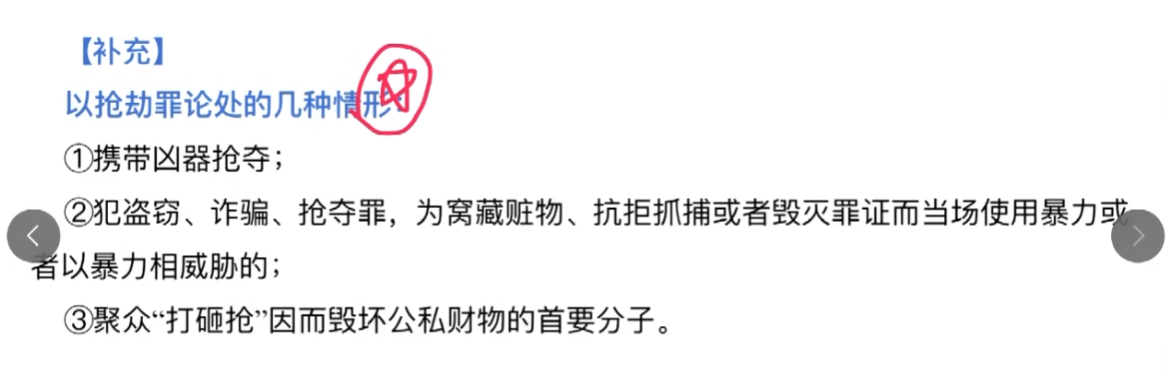 【补充】
以抢劫罪论处的几种情形
①携带凶器抢夺；
②犯盗窃、诈骗、抢夺罪，为窝藏赃物、抗拒抓捕或者毁灭罪证而当场使用暴力或
者以暴力相威胁的；
③聚众“打砸抢”因而毁坏公私财物的首要分子。